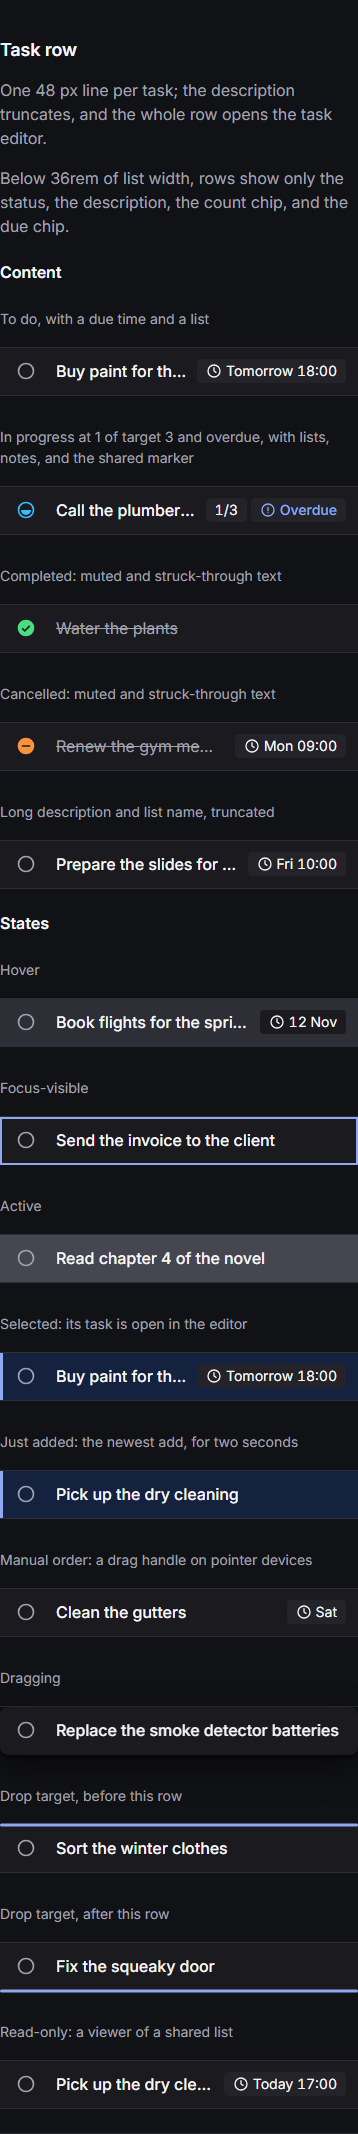 Task row
One 48 px line per task; the description
truncates, and the whole row opens the task
editor.
Below 36rem of list width, rows show only the
status, the description, the count chip, and the
due chip.
Content
To do, with a due time and a list
Buy paint for th... Tomorrow 18:00
In progress at 1 of target 3 and overdue, with lists,
notes, and the shared marker
Call the plumber... 1/3 Overdue
Completed: muted and struck-through text
Water the plants
Cancelled: muted and struck-through text
Renew the gym me... Mon 09:00
Long description and list name, truncated
Prepare the slides for ... Fri 10:00
States
Hover
Book flights for the spri... 12 Nov
Focus-visible
Send the invoice to the client
Active
Read chapter 4 of the novel
Selected: its task is open in the editor
Buy paint for th... Tomorrow 18:00
Just added: the newest add, for two seconds
Pick up the dry cleaning
Manual order: a drag handle on pointer devices
Clean the gutters Sat
Dragging
Replace the smoke detector batteries
Drop target, before this row
Sort the winter clothes
Drop target, after this row
Fix the squeaky door
Read-only: a viewer of a shared list
Pick up the dry cle... Today 17:00